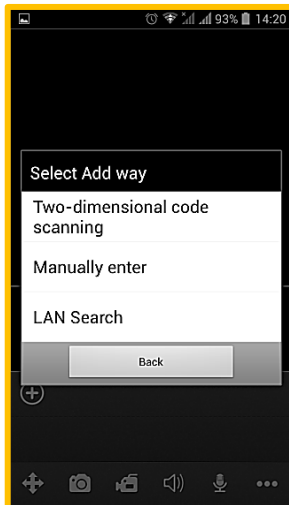 93% 14:20
Select Add way
Two-dimensional code
scanning
Manually enter
LAN Search
Back